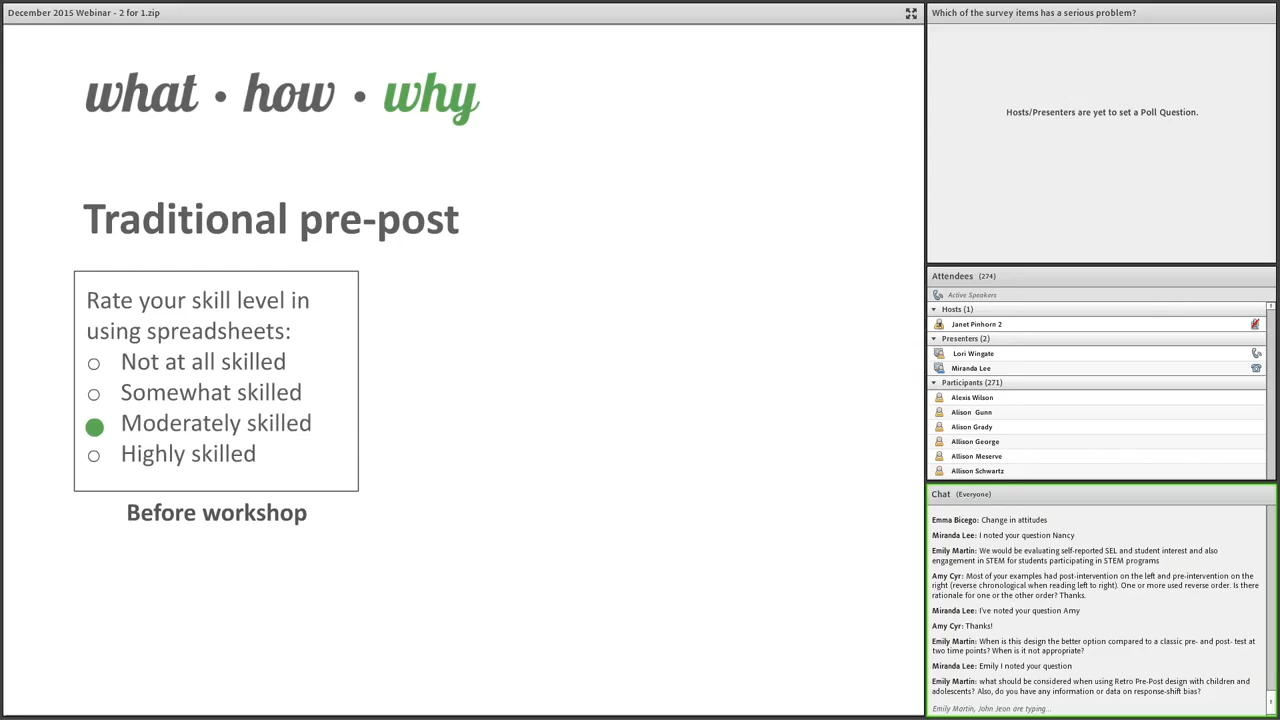 December 2015 Webinar - 2 for 1.zip
what • how • why
Traditional pre-post
Rate your skill level in
using spreadsheets:
Not at all skilled
Somewhat skilled
Moderately skilled
Highly skilled
Before workshop
Which of the survey items has a serious problem?
Hosts/Presenters are yet to set a Poll Question.
Attendees (274)
Active Speakers
Hosts (1)
Janet Pinhorn 2
Presenters (2)
Lori Wingate
Miranda Lee
Participants (271)
Alexis Wilson
Alison Gunn
Alison Grady
Allison George
Allison Meserve
Allison Schwartz
Chat (Everyone)
Emma Bicego: Change in attitudes
Miranda Lee: I noted your question Nancy
Emily Martin: We would be evaluating self-reported SEL and student interest and also
engagement in STEM for students participating in STEM programs
Amy Cyr: Most of your examples had post-intervention on the left and pre-intervention on the
right (reverse chronological when reading left to right). One or more used reverse order. Is there
rationale for one or the other order? Thanks.
Miranda Lee: I've noted your question Amy
Amy Cyr: Thanks!
Emily Martin: When is this design the better option compared to a classic pre- and post- test at
two time points? When is it not appropriate?
Miranda Lee: Emily I noted your question
Emily Martin: what should be considered when using Retro Pre-Post design with children and
adolescents? Also, do you have any information or data on response-shift bias?
Emily Martin, John Jeon are typing...